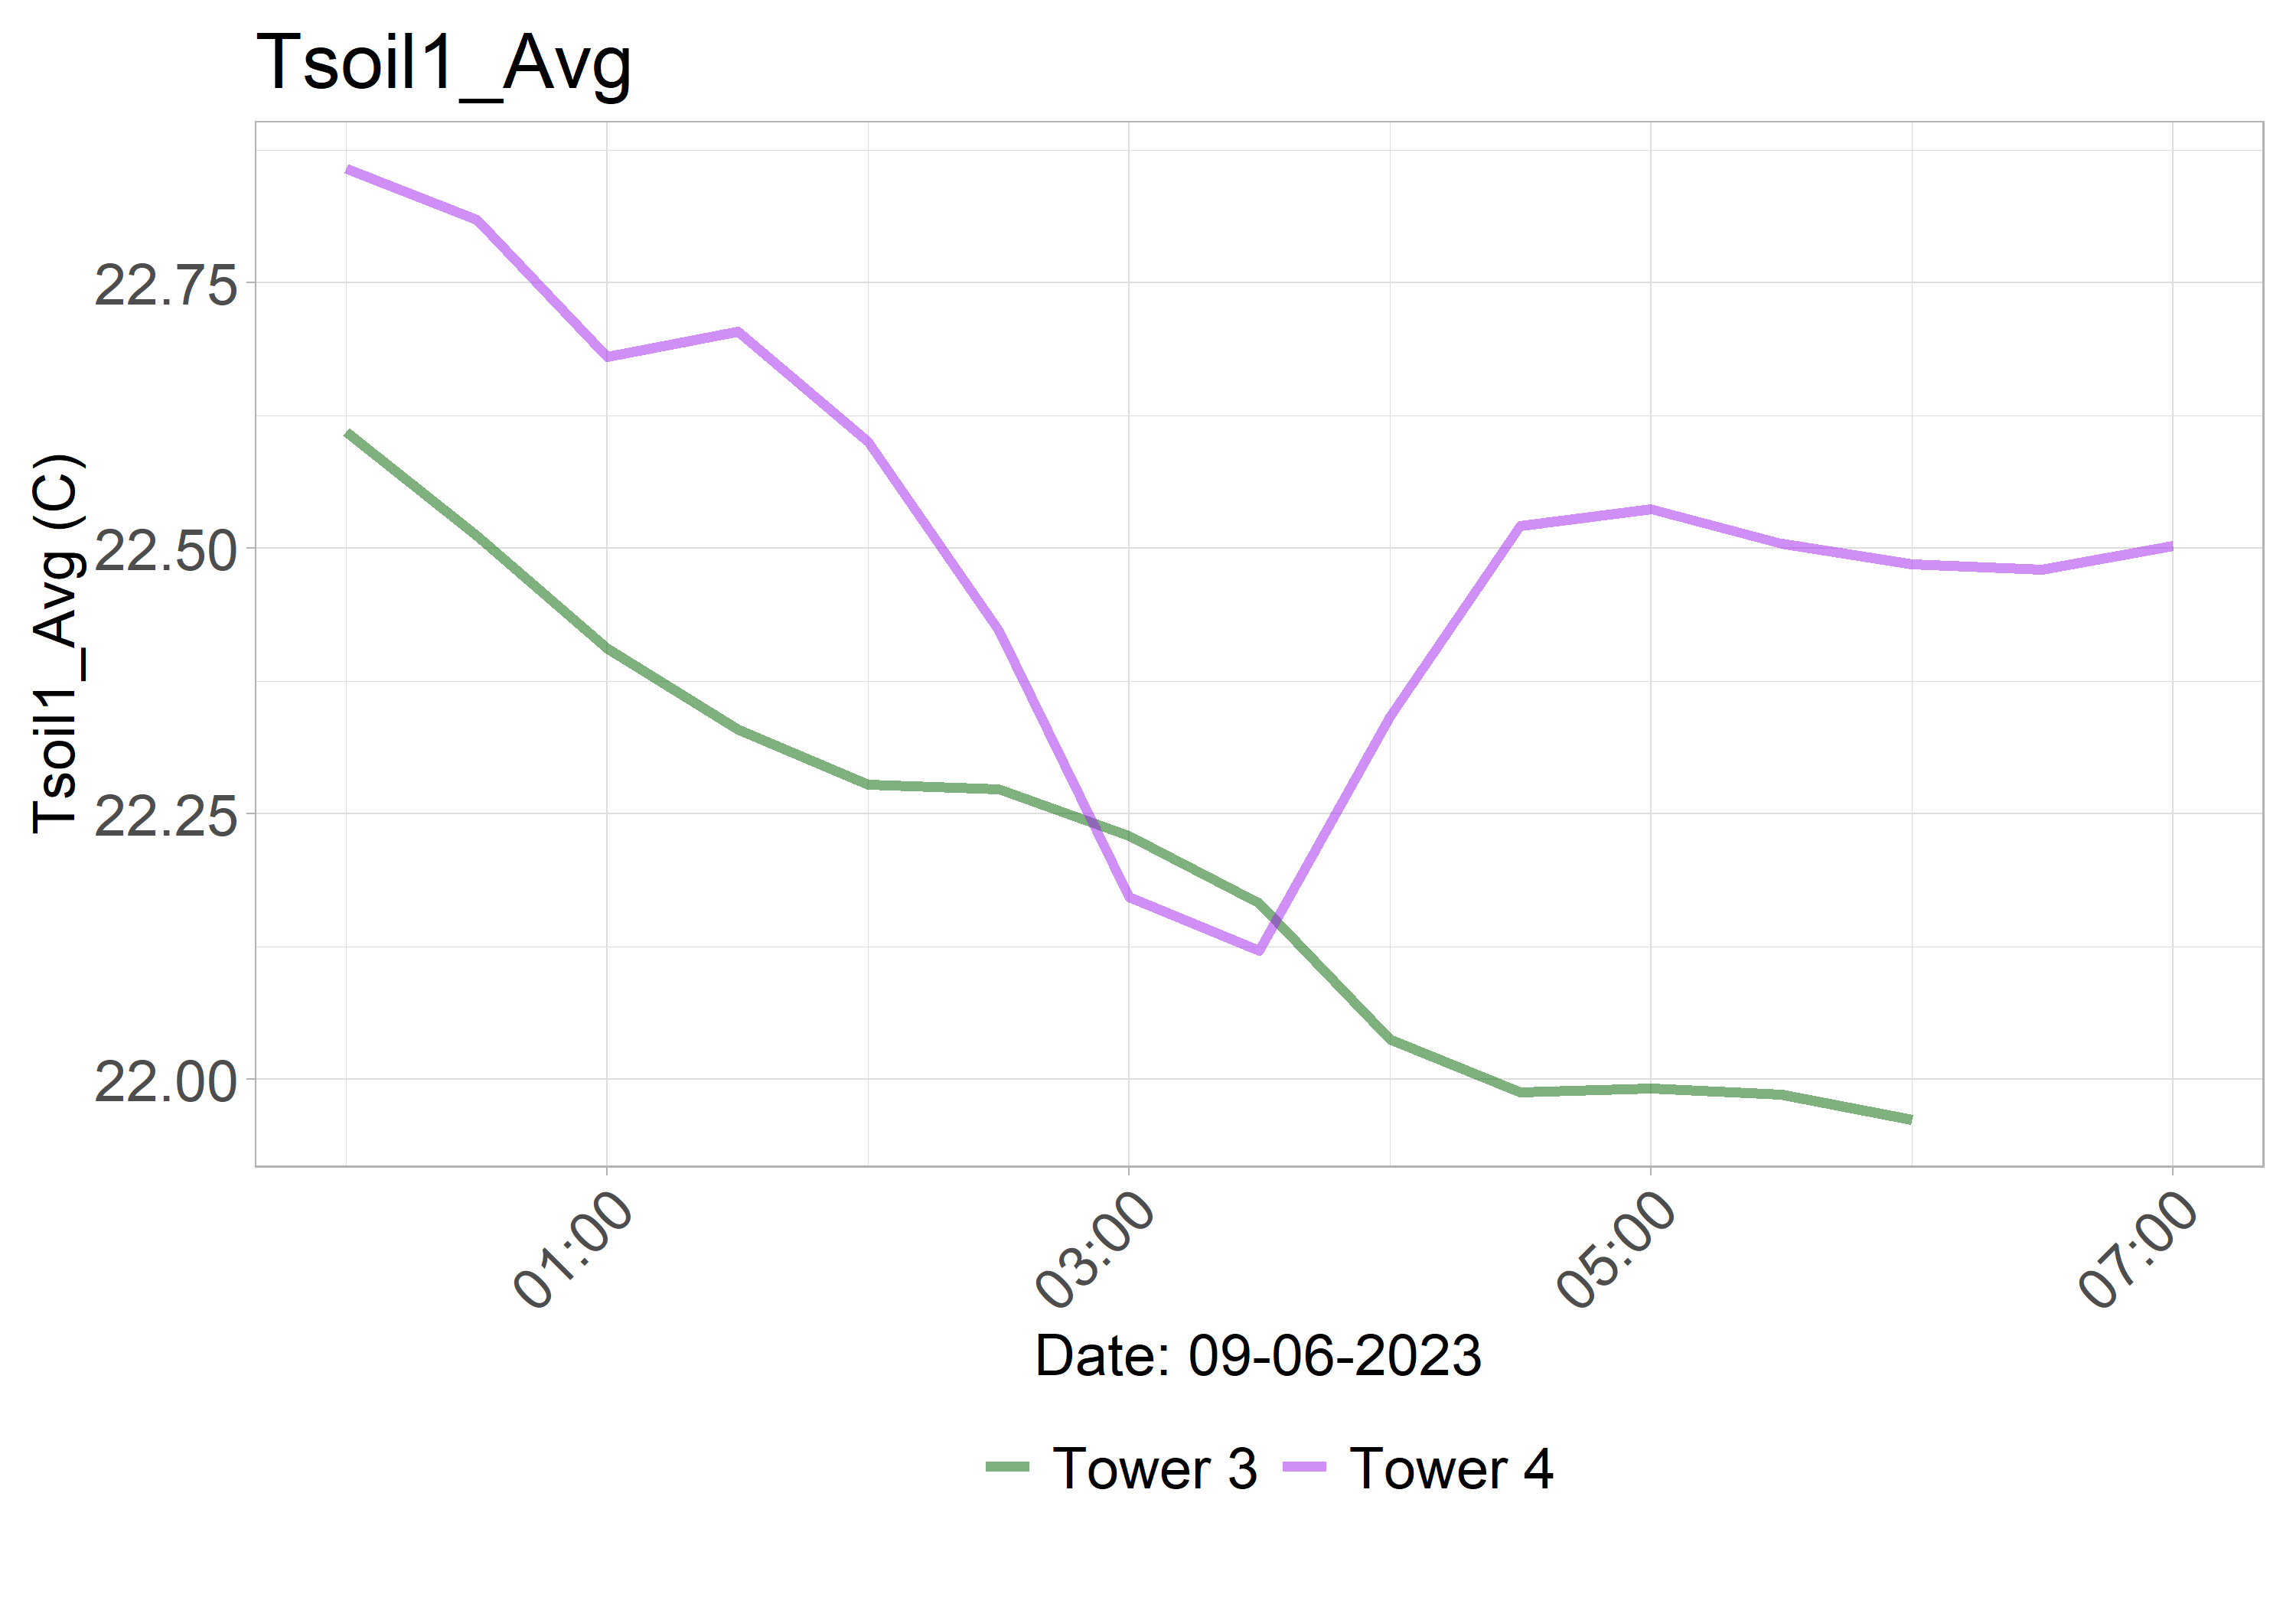 Tsoil1_Avg
Tsoil1_Avg (C)
22.75
22.50
22.25
22.00
01:00
03:00
05:00
07:00
Date: 09-06-2023
Tower 3
Tower 4